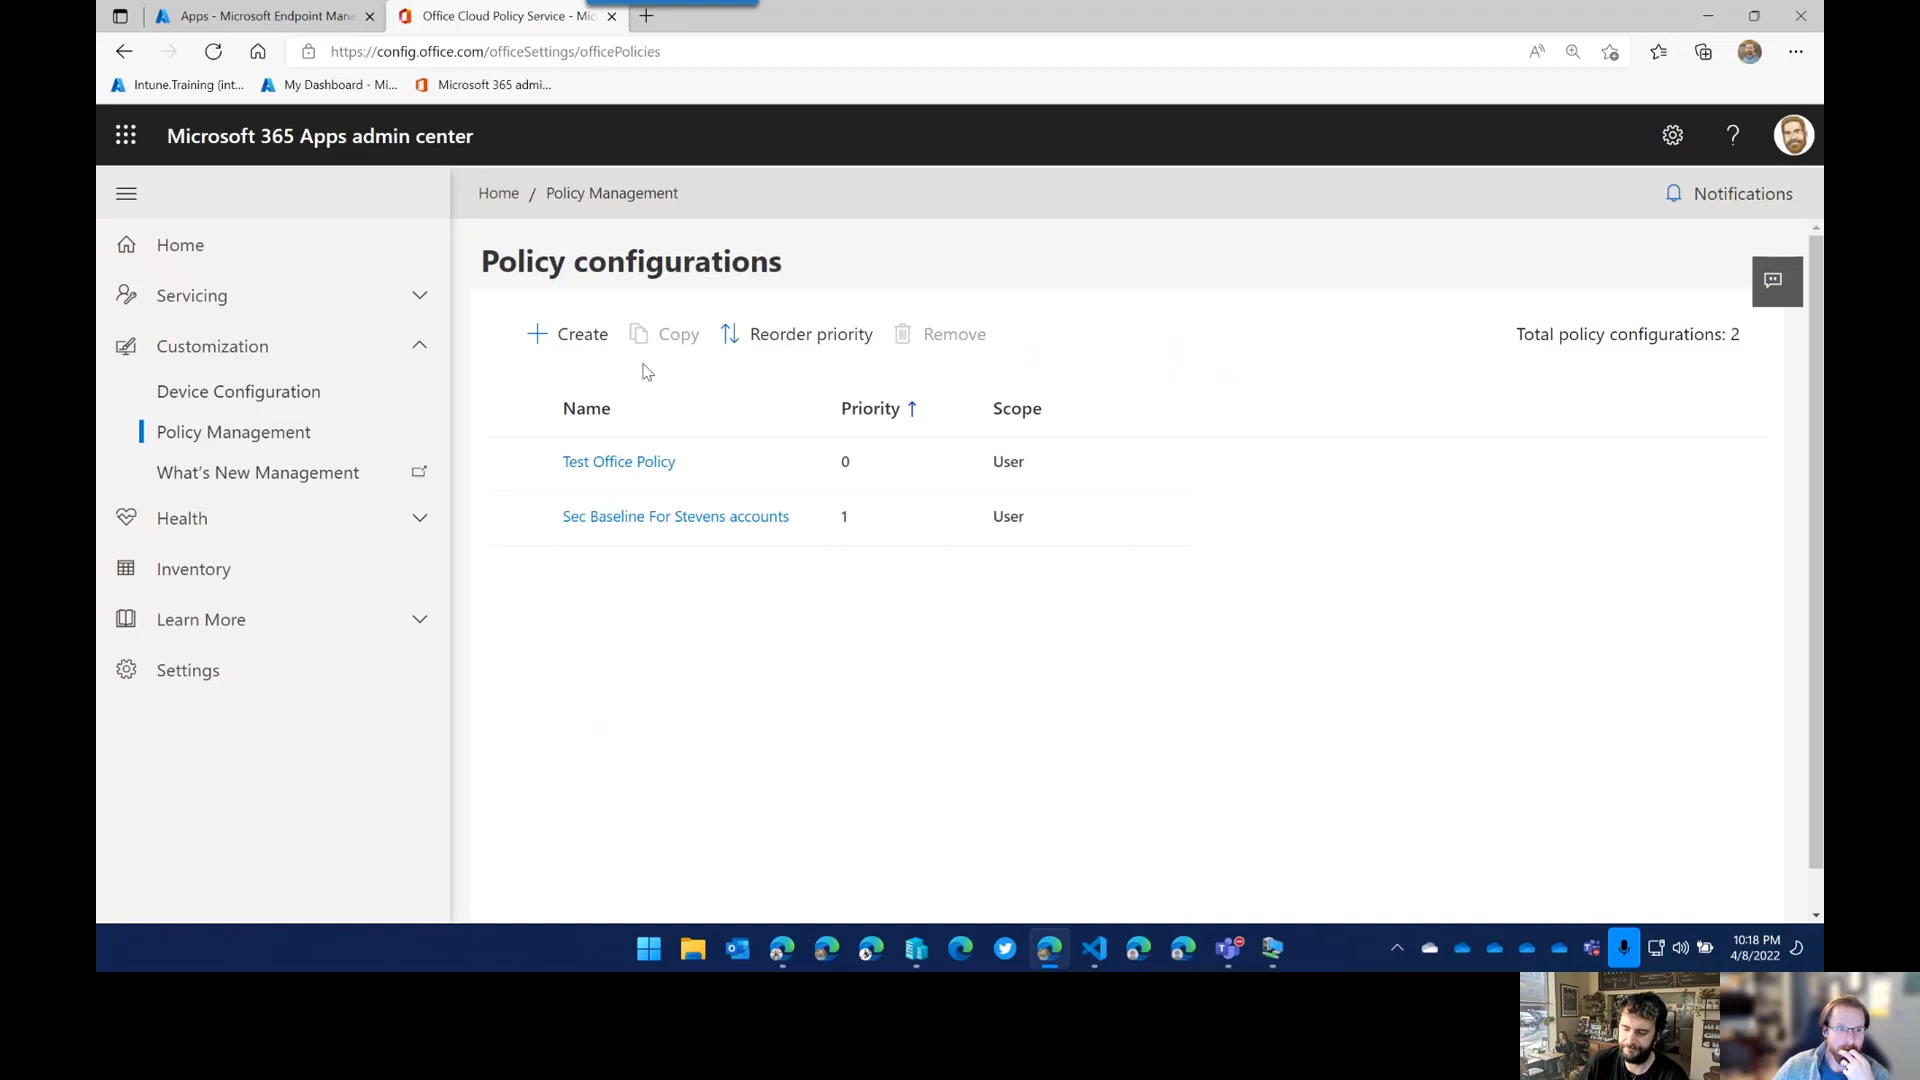 Apps - Microsoft Endpoint Mana
Office Cloud Policy Service - Mic
https://config.office.com/officeSettings/officePolicies
Intune.Training (int...
My Dashboard - Mi...
Microsoft 365 admi...
Microsoft 365 Apps admin center
Home / Policy Management
Notifications
Home
Servicing
Customization
Device Configuration
Policy Management
What's New Management
Health
Inventory
Learn More
Settings
Policy configurations
Create
Copy
Reorder priority
Remove
Total policy configurations: 2
Name Priority ↑ Scope
Test Office Policy 0 User
Sec Baseline For Stevens accounts 1 User
10:18 PM
4/8/2022